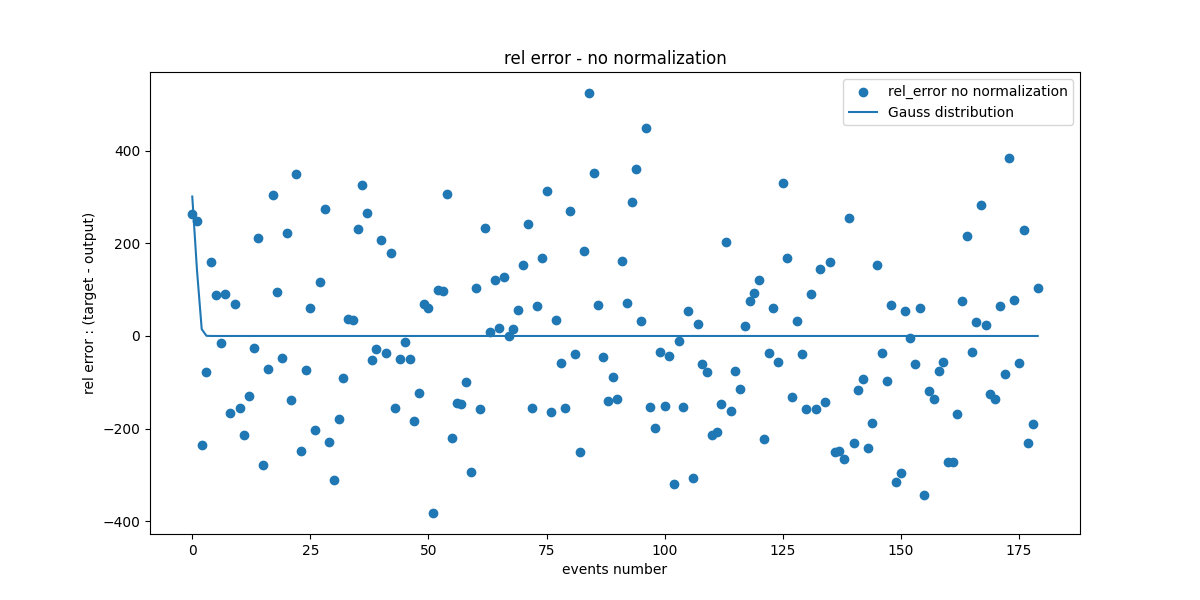 rel error - no normalization
rel_error no normalization
Gauss distribution
rel error : (target - output)
400
200
0
−200
−400
0 25 50 75 100 125 150 175
events number